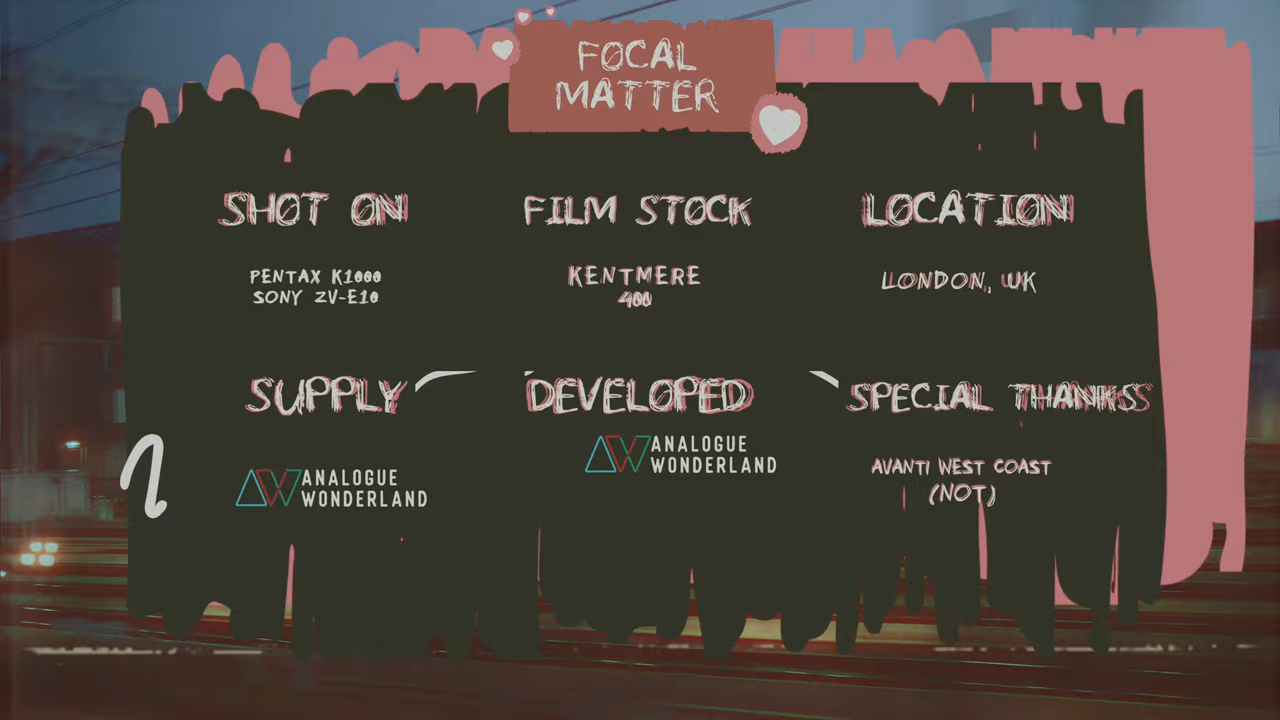 FOCAL
MATTER
SHOT ON
PENTAX K1000
SONY ZV-E10
FILM STOCK
KENTMERE
400
LOCATION
LONDON, UK
SUPPLY
ANALOGUE
WONDERLAND
DEVELOPED
ANALOGUE
WONDERLAND
SPECIAL THANKS
AVANTI WEST COAST
(NOT)